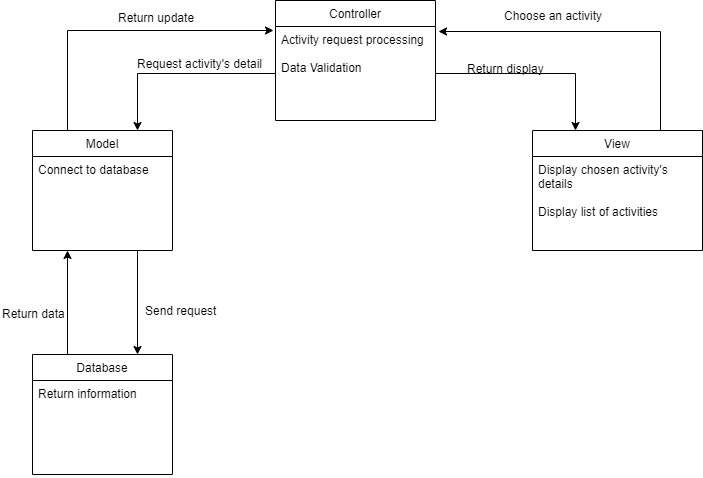 Return update
Controller
Choose an activity
Activity request processing
Request activity's detail
Data Validation
Return display
Model
Connect to database
View
Display chosen activity's
details
Display list of activities
Return data
Send request
Database
Return information